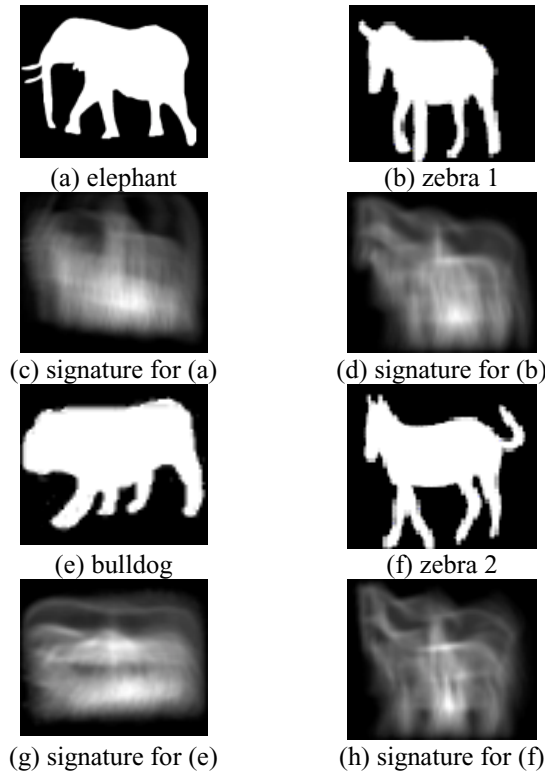 (a) elephant
(b) zebra 1
(c) signature for (a)
(d) signature for (b)
(e) bulldog
(f) zebra 2
(g) signature for (e)
(h) signature for (f)